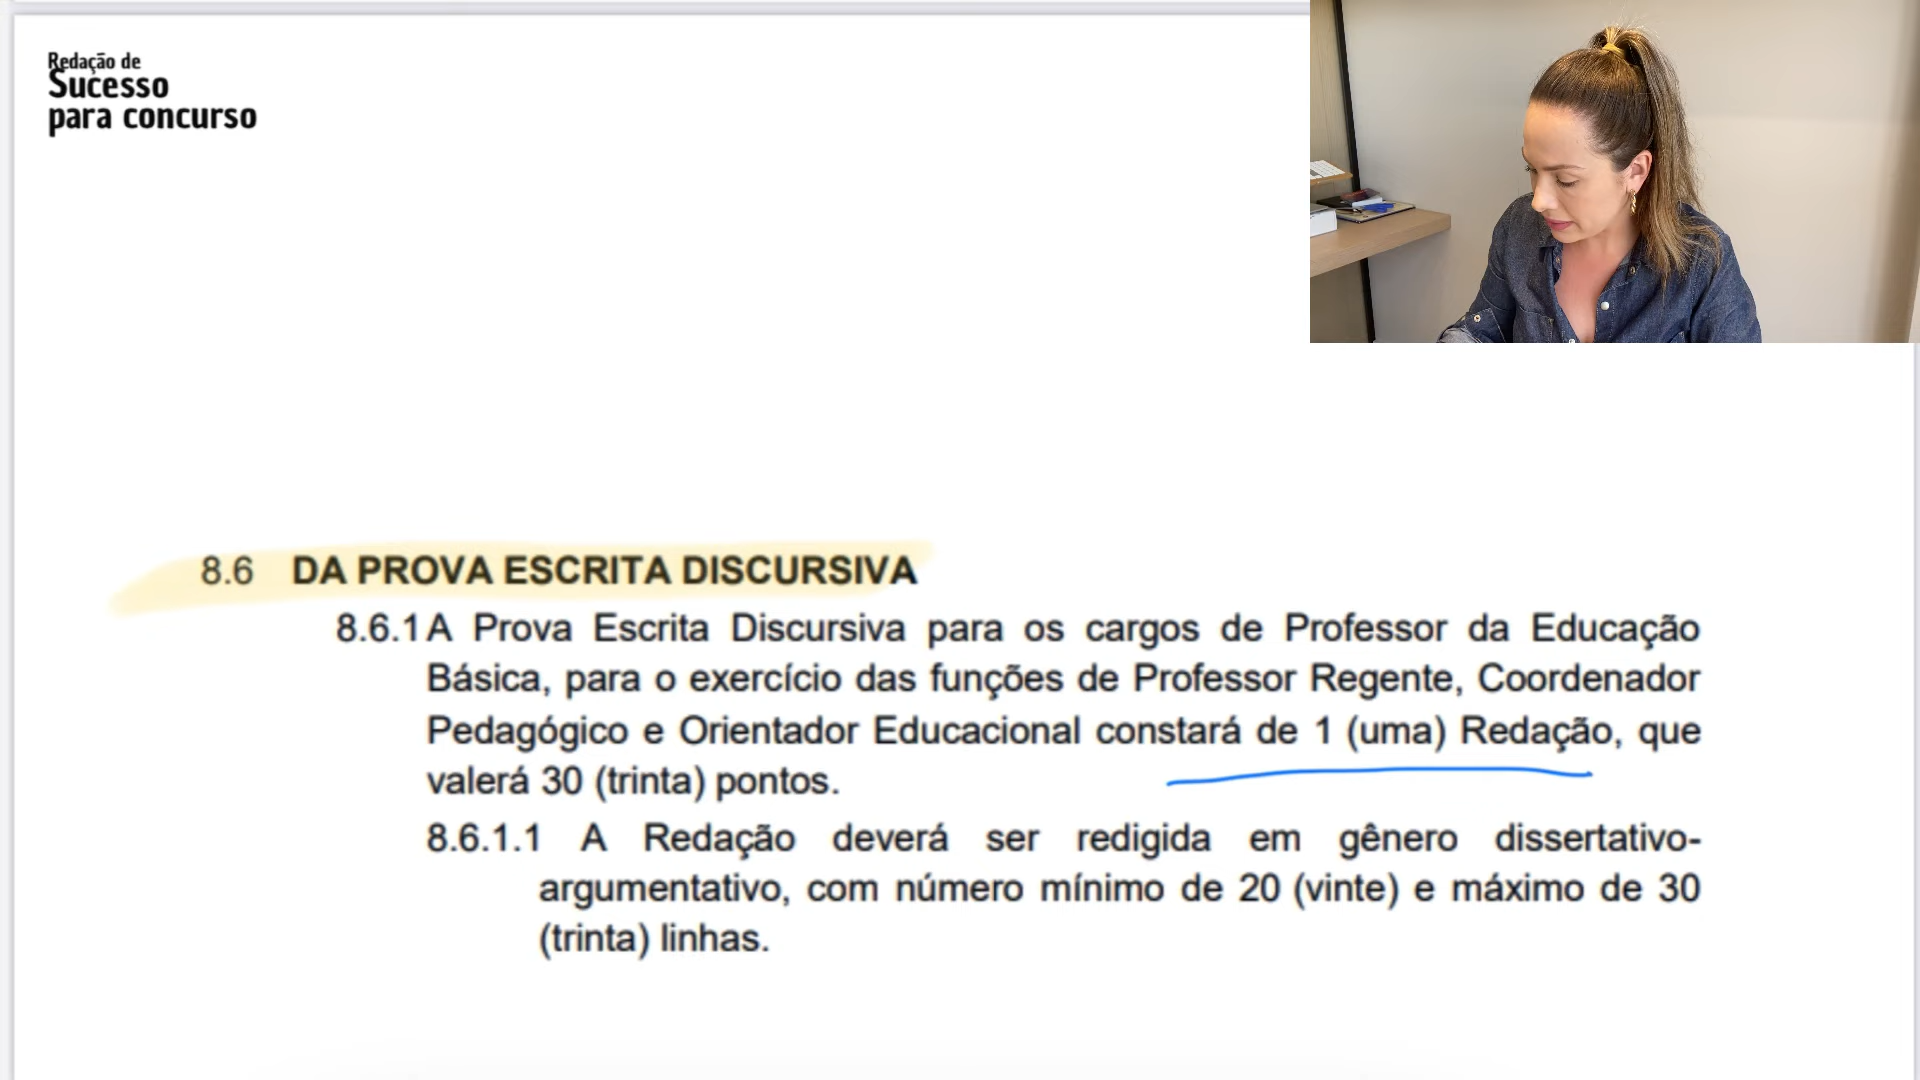 Redação de
Sucesso
para concurso
8.6 DA PROVA ESCRITA DISCURSIVA
8.6.1 A Prova Escrita Discursiva para os cargos de Professor da Educação
Básica, para o exercício das funções de Professor Regente, Coordenador
Pedagógico e Orientador Educacional constará de 1 (uma) Redação, que
valerá 30 (trinta) pontos.
8.6.1.1 A Redação deverá ser redigida em gênero dissertativo-
argumentativo, com número mínimo de 20 (vinte) e máximo de 30
(trinta) linhas.